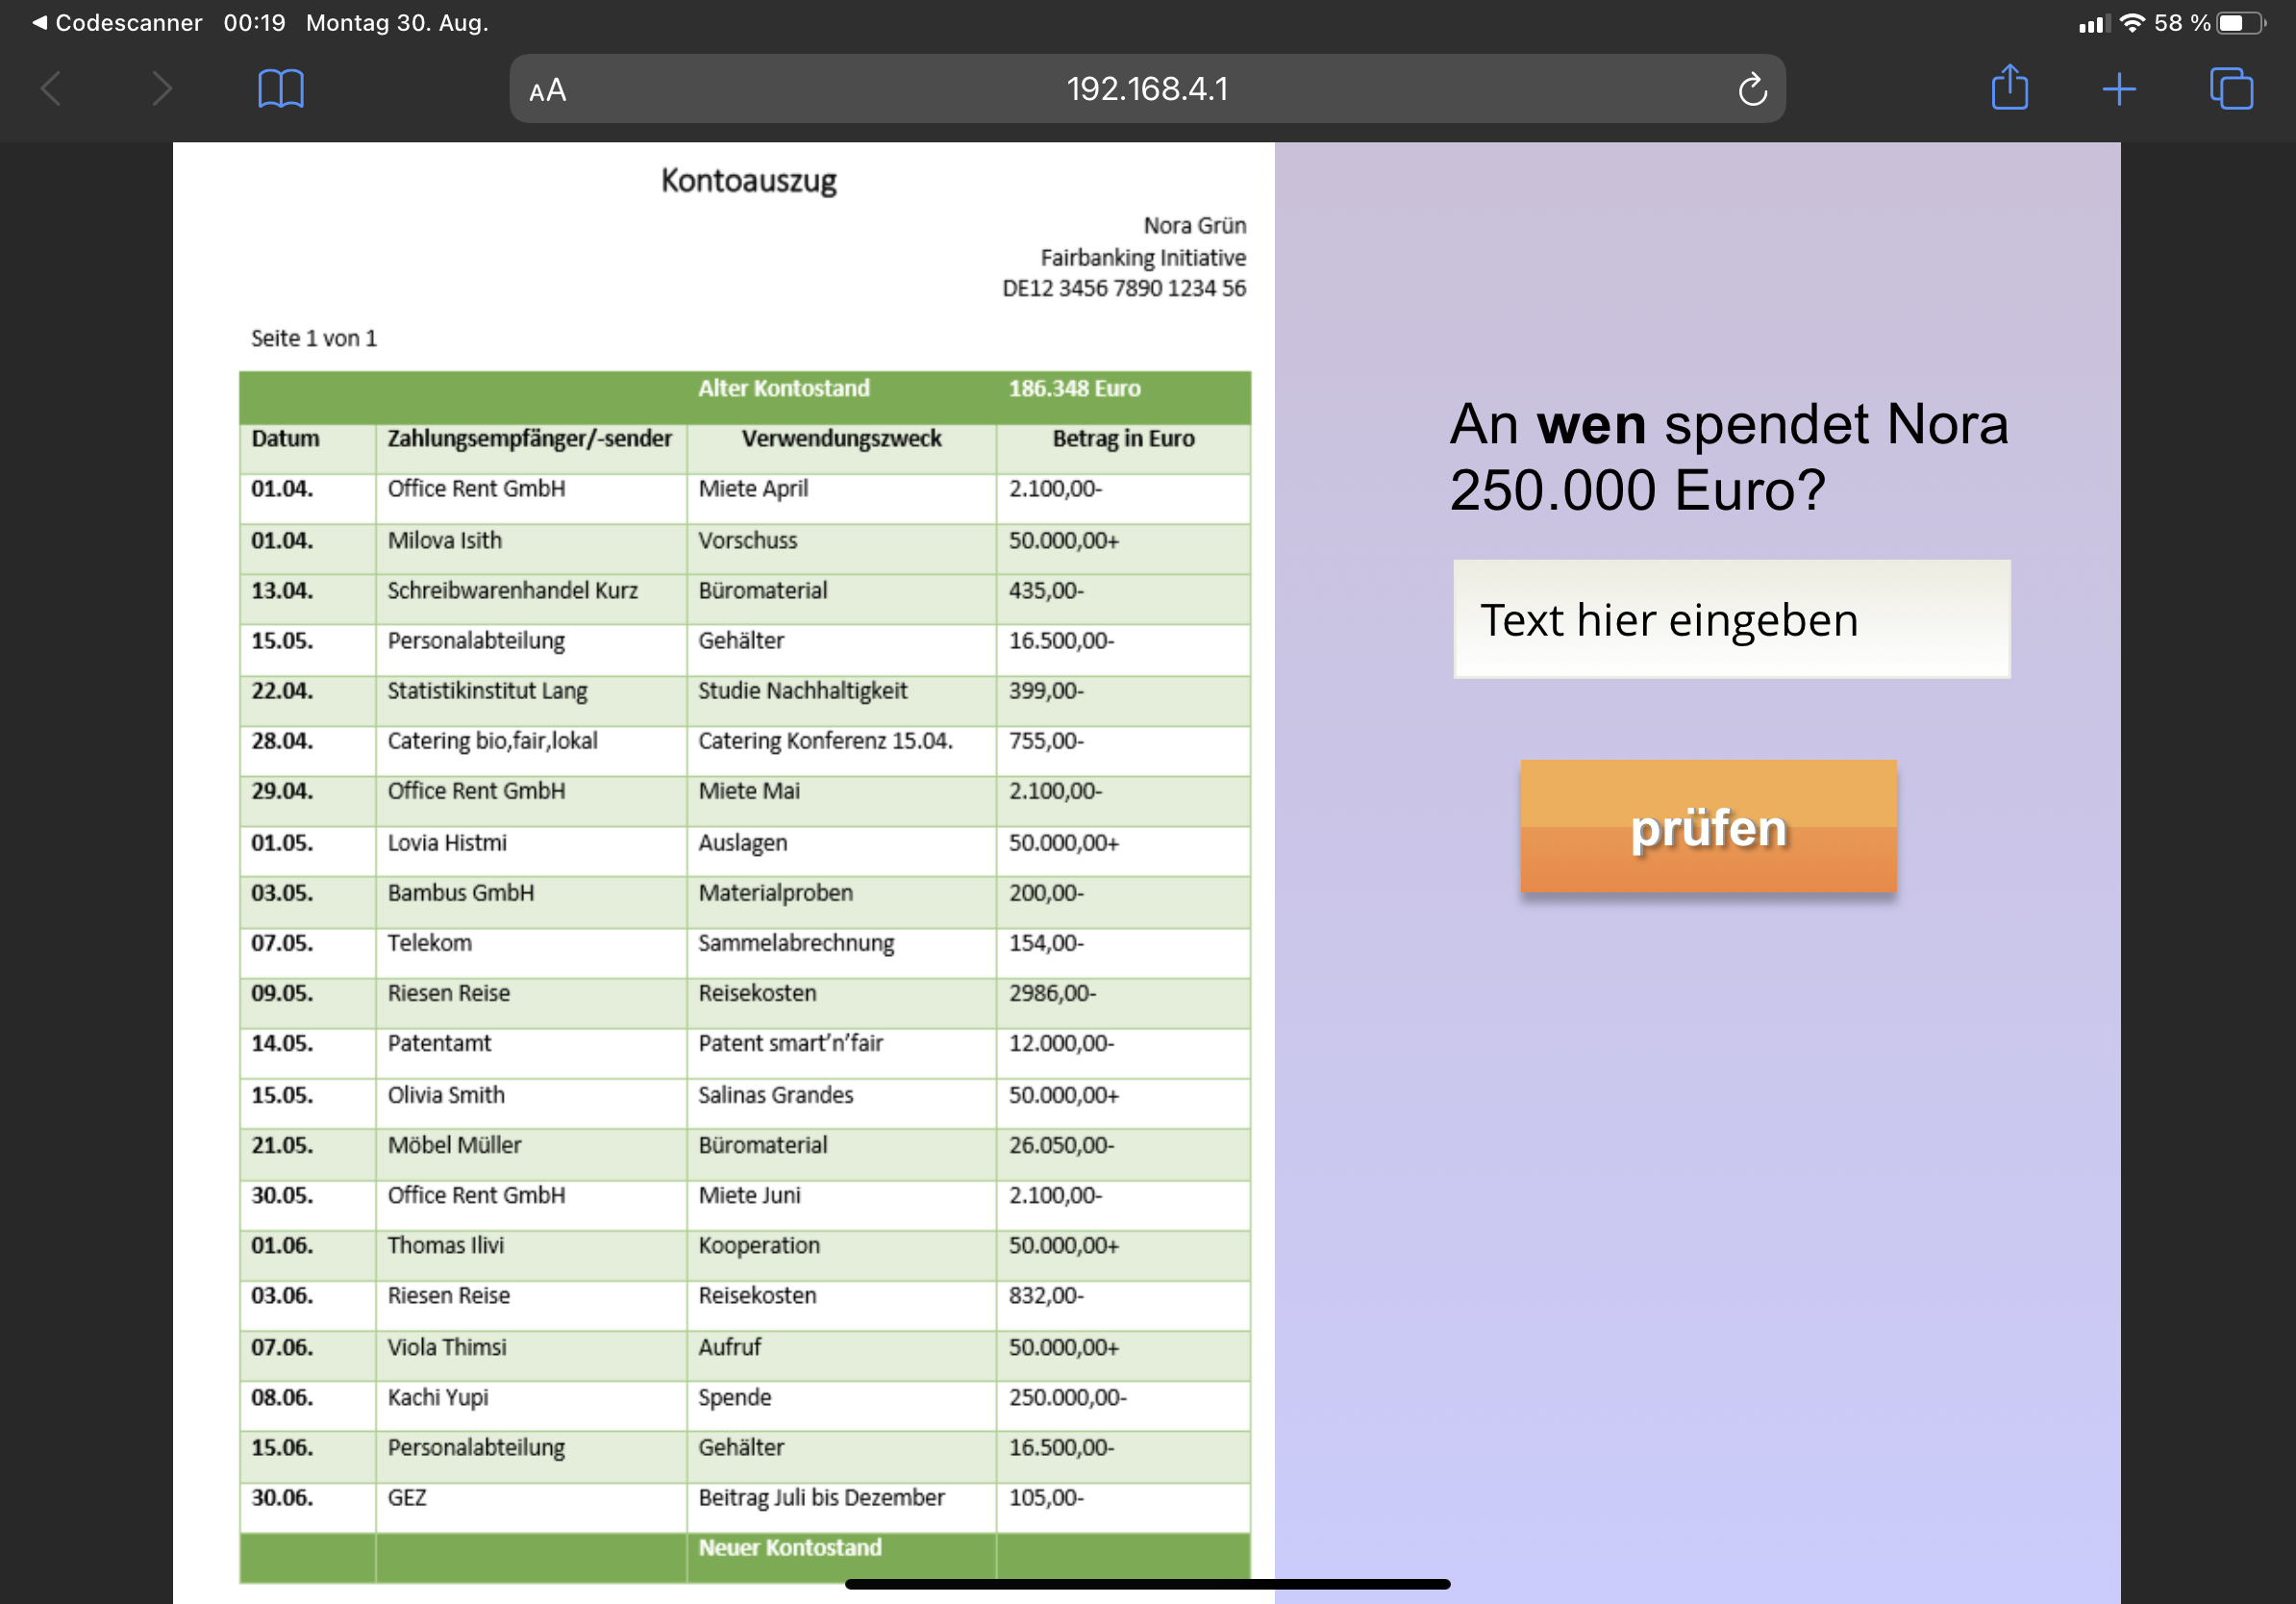 ◀ Codescanner 00:19 Montag 30. Aug. 58 %
AA 192.168.4.1
Kontoauszug
Nora Grün
Fairbanking Initiative
DE12 3456 7890 1234 56
Seite 1 von 1
Alter Kontostand 186.348 Euro
Datum Zahlungsempfänger/-sender Verwendungszweck Betrag in Euro
01.04. Office Rent GmbH Miete April 2.100,00-
01.04. Milova Isith Vorschuss 50.000,00+
13.04. Schreibwarenhandel Kurz Büromaterial 435,00-
15.05. Personalabteilung Gehälter 16.500,00-
22.04. Statistikinstitut Lang Studie Nachhaltigkeit 399,00-
28.04. Catering bio,fair,lokal Catering Konferenz 15.04. 755,00-
29.04. Office Rent GmbH Miete Mai 2.100,00-
01.05. Lovia Histmi Auslagen 50.000,00+
03.05. Bambus GmbH Materialproben 200,00-
07.05. Telekom Sammelabrechnung 154,00-
09.05. Riesen Reise Reisekosten 2986,00-
14.05. Patentamt Patent smart’n’fair 12.000,00-
15.05. Olivia Smith Salinas Grandes 50.000,00+
21.05. Möbel Müller Büromaterial 26.050,00-
30.05. Office Rent GmbH Miete Juni 2.100,00-
01.06. Thomas Ilivi Kooperation 50.000,00+
03.06. Riesen Reise Reisekosten 832,00-
07.06. Viola Thimsi Aufruf 50.000,00+
08.06. Kachi Yupi Spende 250.000,00-
15.06. Personalabteilung Gehälter 16.500,00-
30.06. GEZ Beitrag Juli bis Dezember 105,00-
Neuer Kontostand
An wen spendet Nora
250.000 Euro?
Text hier eingeben
prüfen